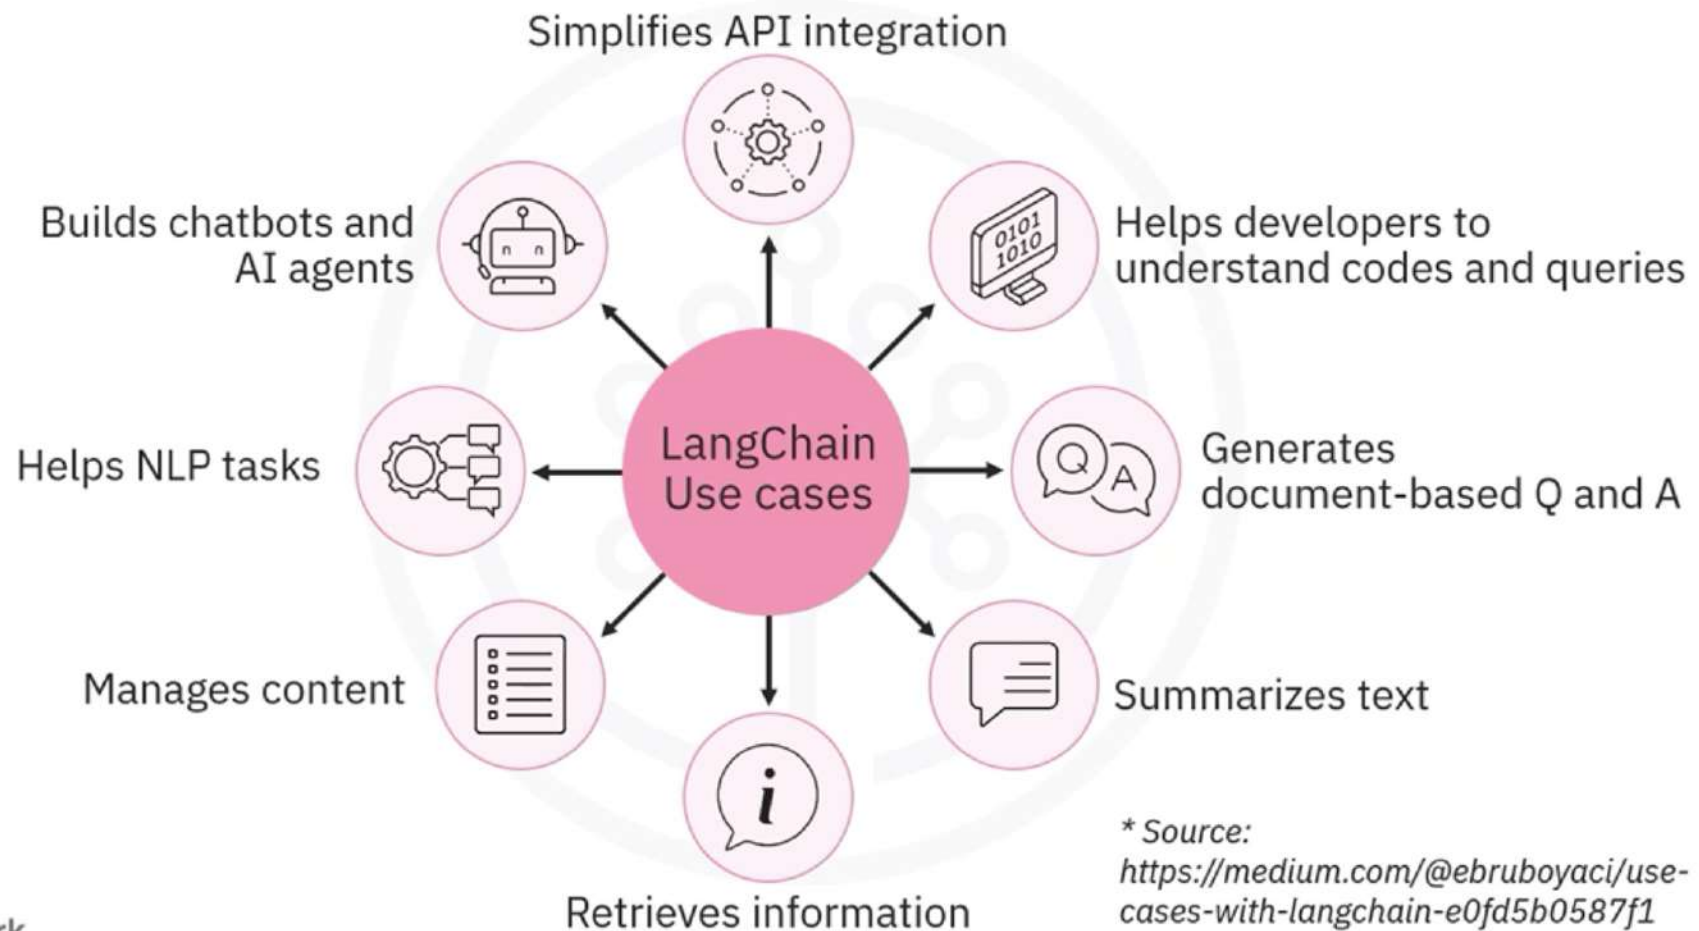 Simplifies API integration
Builds chatbots and
AI agents
0101
1010
Helps developers to
understand codes and queries
Helps NLP tasks
LangChain
Use cases
Q
A
Generates
document-based Q and A
Manages content
Summarizes text
i
Retrieves information
* Source:
https://medium.com/@ebruboyaci/use-
cases-with-langchain-e0fd5b0587f1